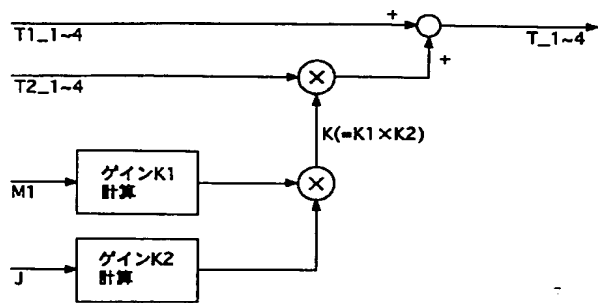 +
T1_1~4
T_1~4
+
T2_1~4
×
K(=K1×K2)
ゲインK1
計算
×
M1
ゲインK2
計算
J